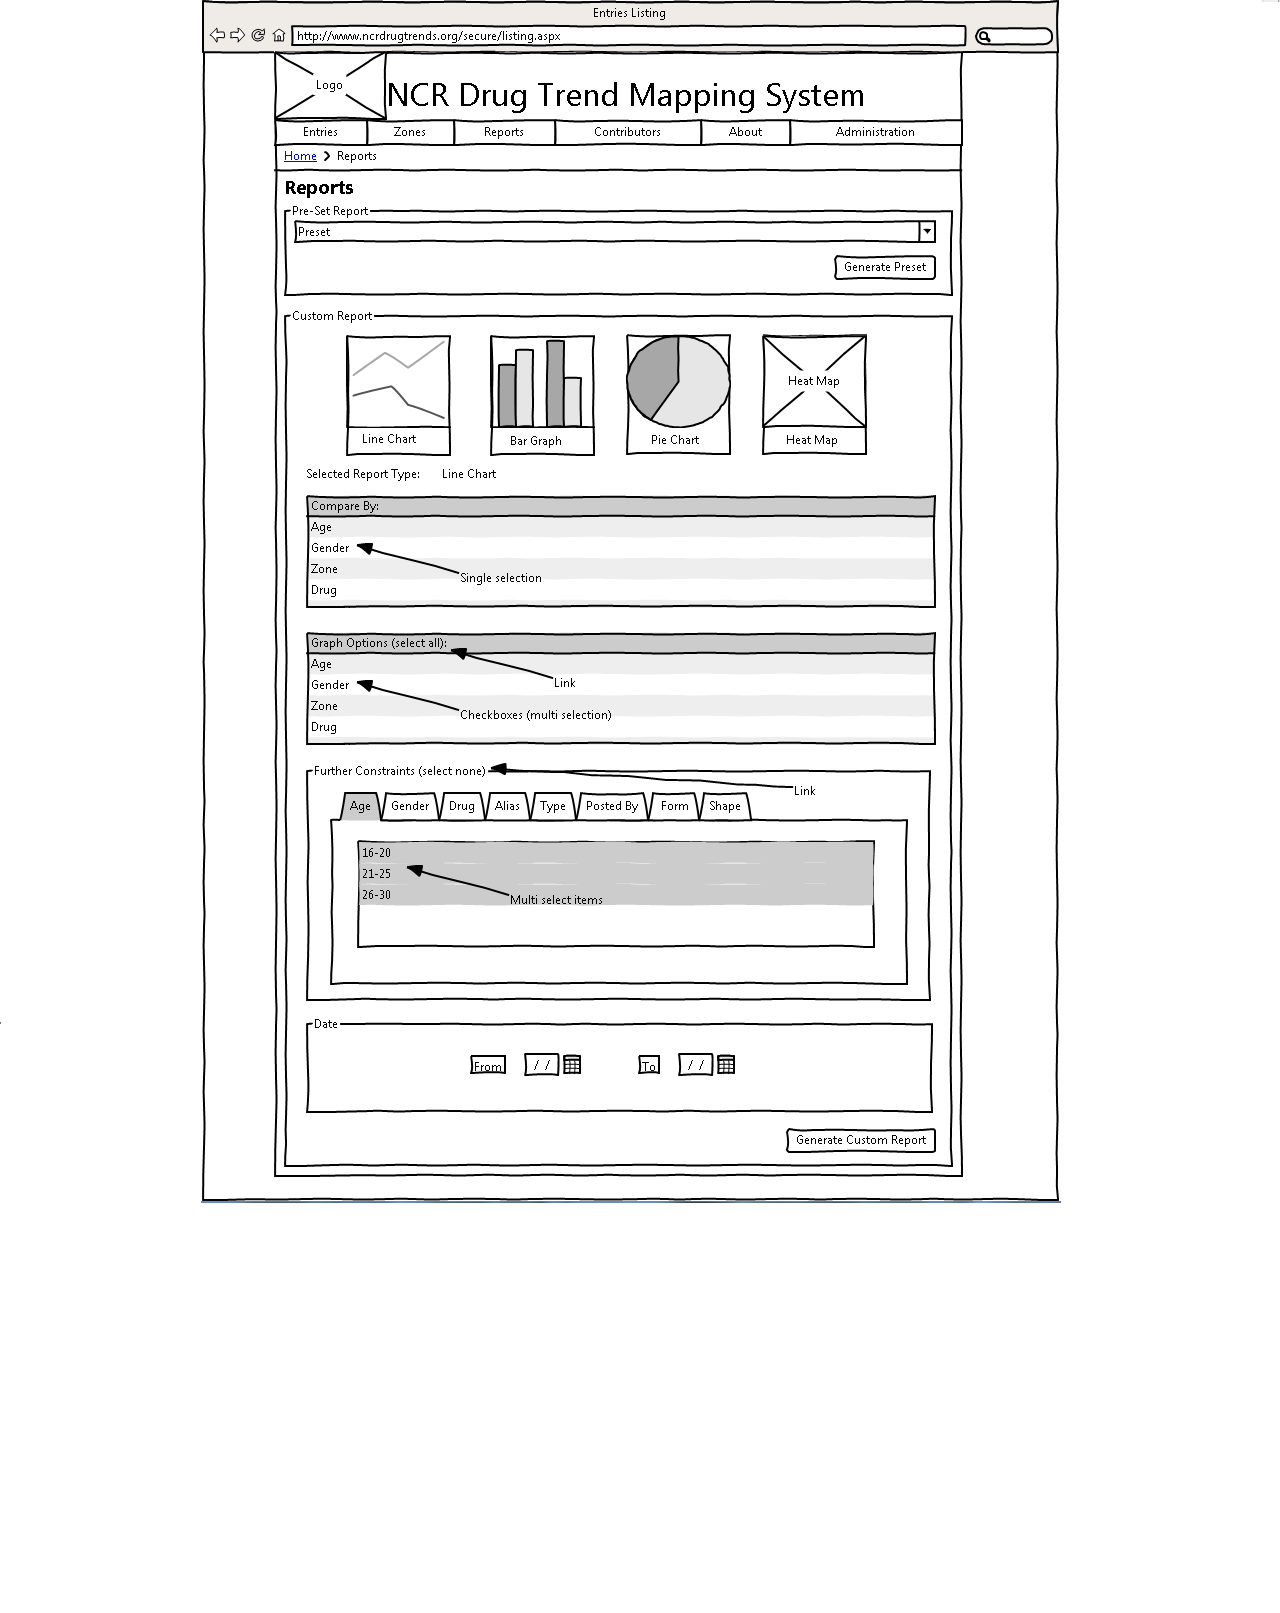 Entries Listing
http://www.ncrdrugtrends.org/secure/listing.aspx
Logo
NCR Drug Trend Mapping System
Entries Zones Reports Contributors About Administration
Home Reports
Reports
Pre-Set Report
Preset
Generate Preset
Custom Report
Heat Map
Line Chart Bar Graph Pie Chart Heat Map
Selected Report Type: Line Chart
Compare By:
Age
Gender
Zone
Single selection
Drug
Graph Options (select all):
Age
Gender
Link
Zone
Checkboxes (multi selection)
Drug
Further Constraints (select none)
Link
Age Gender Drug Alias Type Posted By Form Shape
16-20
21-25
26-30
Multi select items
Date
From / / To / /
Generate Custom Report